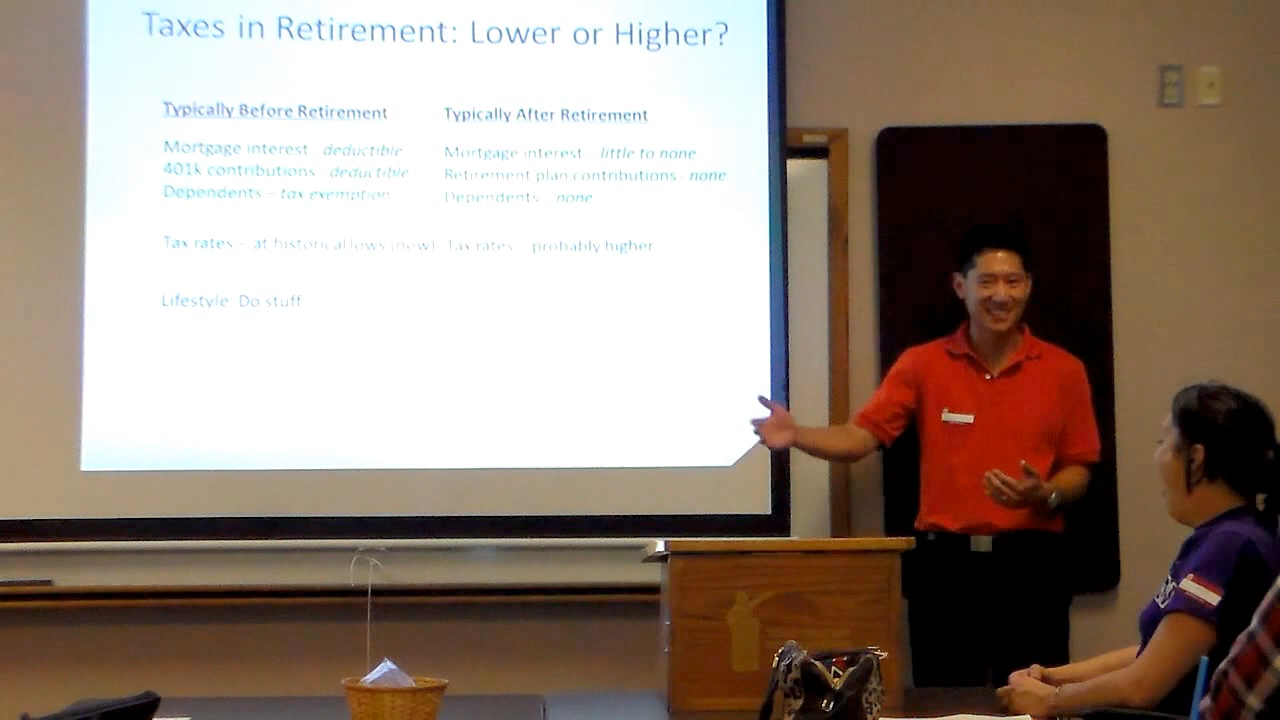 Taxes in Retirement: Lower or Higher?
Typically Before Retirement
Mortgage interest - deductible
401k contributions - deductible
Dependents – tax exemption
Tax rates – at historical lows (now)
Lifestyle: Do stuff
Typically After Retirement
Mortgage interest – little to none
Retirement plan contributions - none
Dependents - none
Tax rates - probably higher